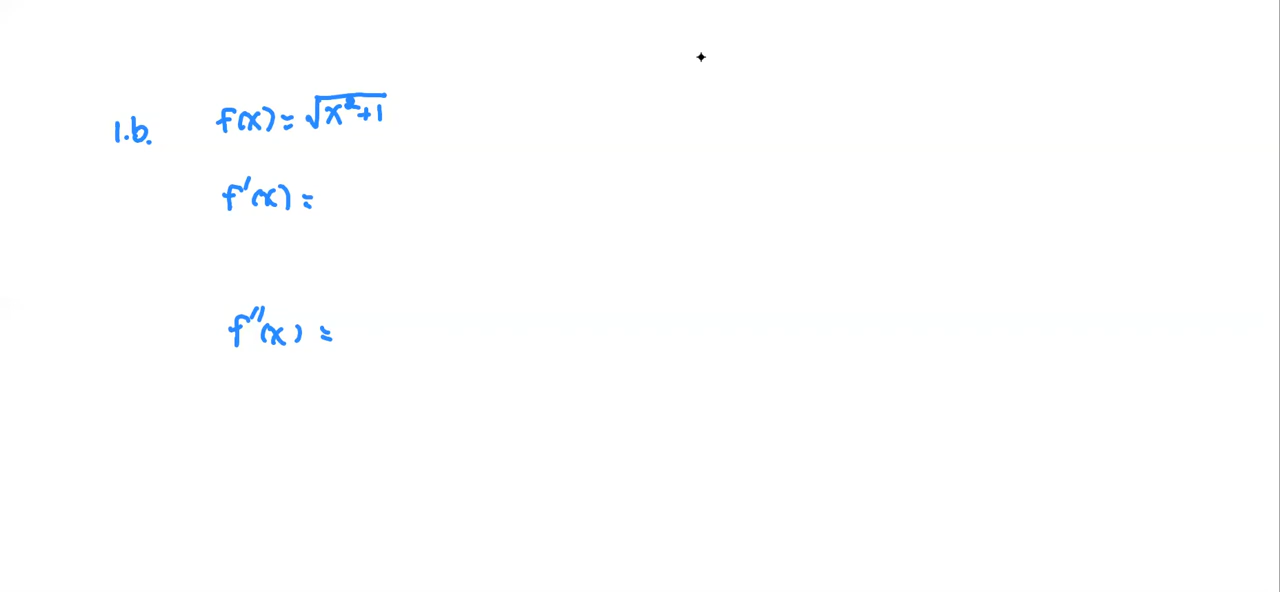 1.b. f(x) = √(x²+1)
f'(x) =
f''(x) =